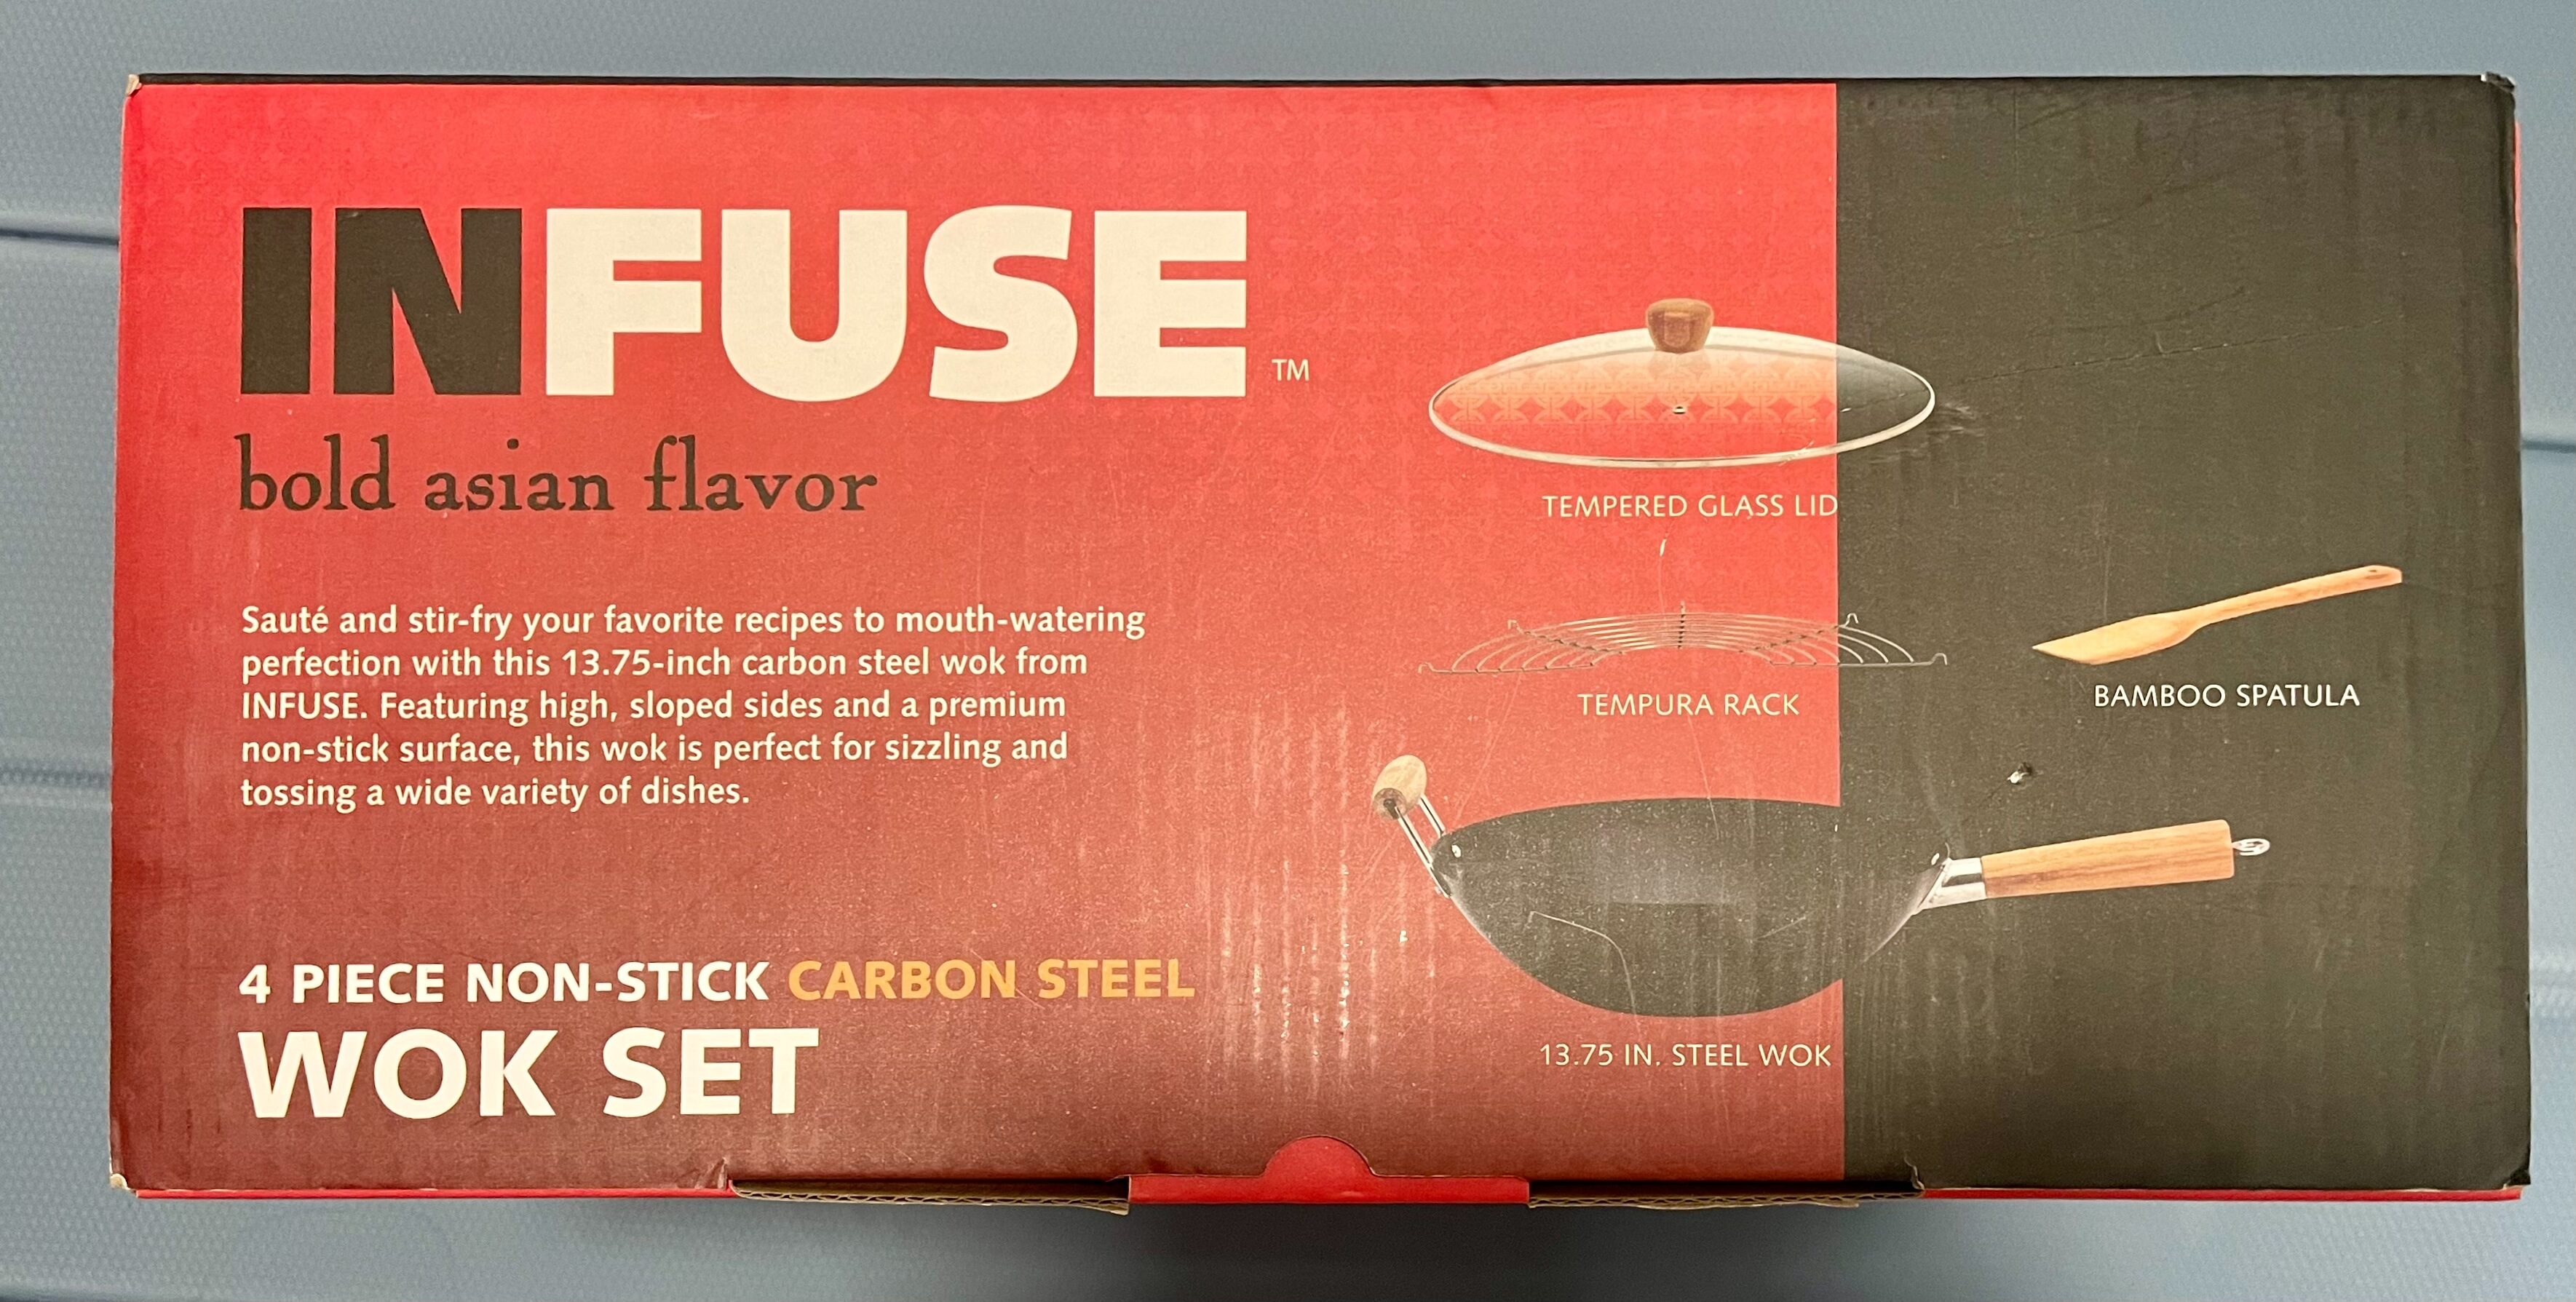 INFUSE ™
bold asian flavor
Sauté and stir-fry your favorite recipes to mouth-watering
perfection with this 13.75-inch carbon steel wok from
INFUSE. Featuring high, sloped sides and a premium
non-stick surface, this wok is perfect for sizzling and
tossing a wide variety of dishes.
4 PIECE NON-STICK CARBON STEEL
WOK SET
TEMPERED GLASS LID
TEMPURA RACK
BAMBOO SPATULA
13.75 IN. STEEL WOK